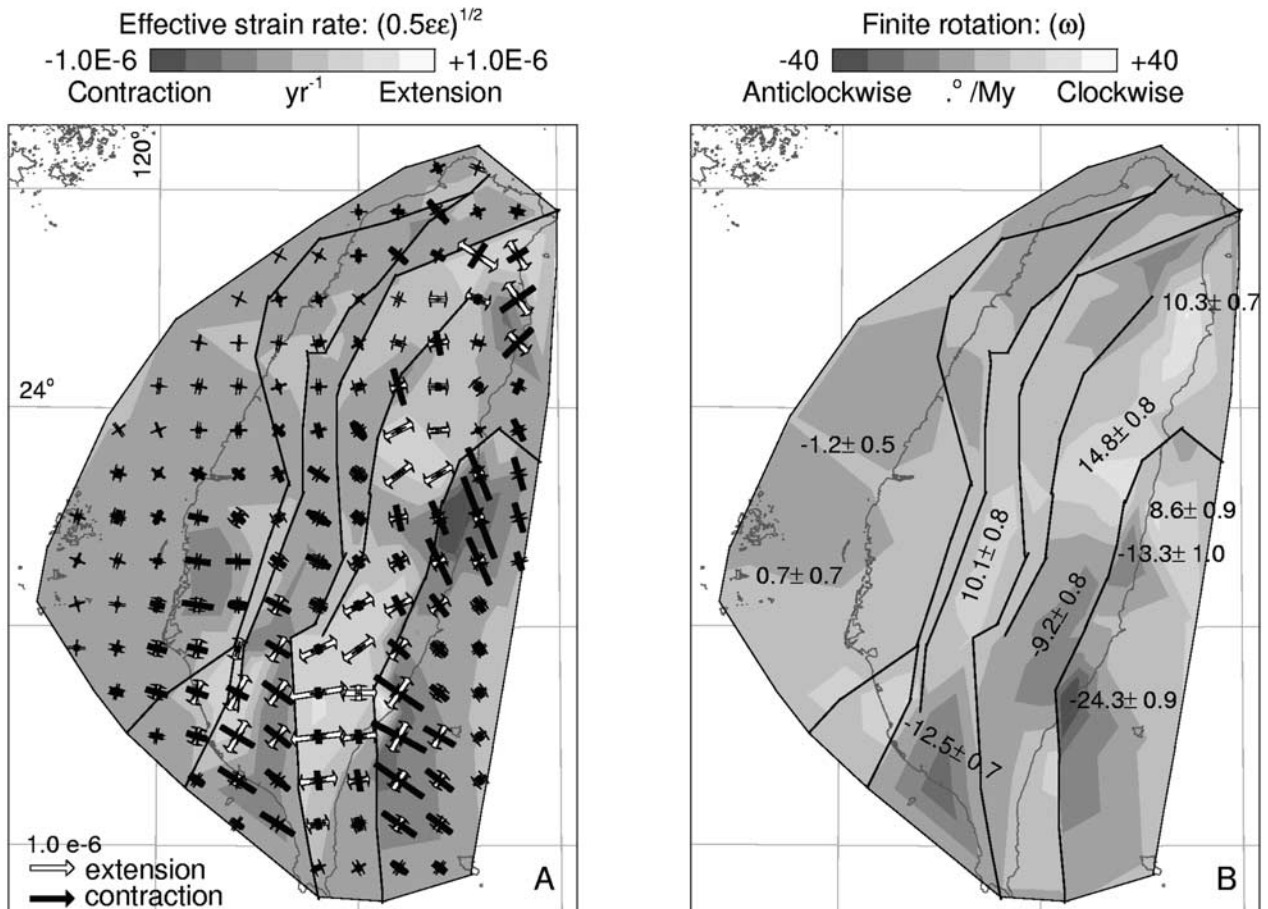 Effective strain rate: (0.5εε)^1/2
-1.0E-6 +1.0E-6
Contraction yr^-1 Extension
120°
24°
1.0 e-6
extension
contraction
A
Finite rotation: (ω)
-40 +40
Anticlockwise .° /My Clockwise
10.3± 0.7
14.8± 0.8
-1.2± 0.5
8.6± 0.9
-13.3± 1.0
10.1± 0.8
0.7± 0.7
-9.2± 0.8
-24.3± 0.9
-12.5± 0.7
B